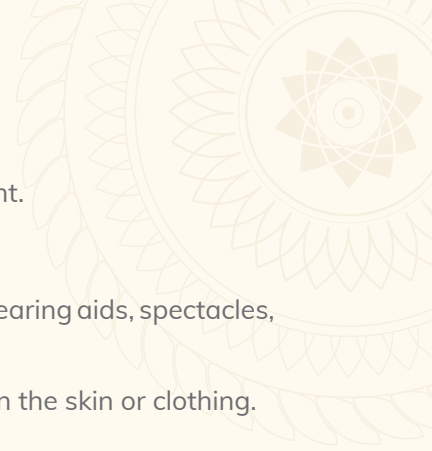 nt.
earing aids, spectacles,
n the skin or clothing.